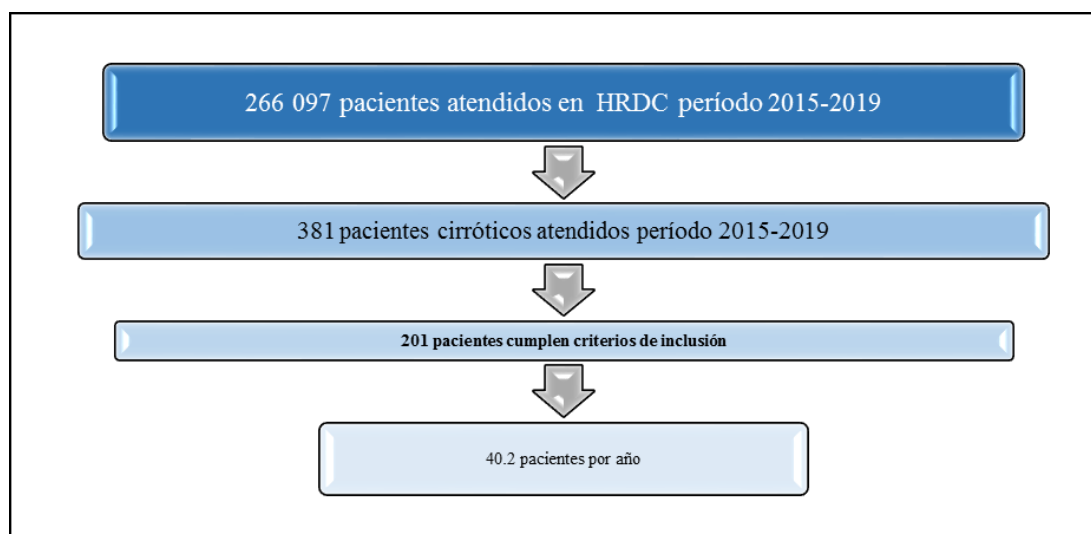 266 097 pacientes atendidos en HRDC período 2015-2019
381 pacientes cirróticos atendidos período 2015-2019
201 pacientes cumplen criterios de inclusión
40.2 pacientes por año